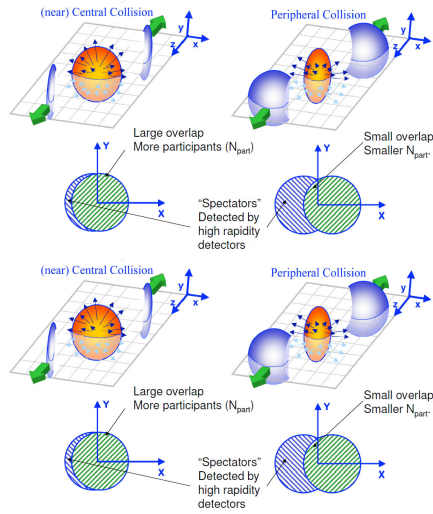 (near) Central Collision
Peripheral Collision
y
z x
y
z x
Large overlap
More participants (Npart)
Small overlap
Smaller Npart.
Y
X
Y
X
“Spectators”
Detected by
high rapidity
detectors
(near) Central Collision
Peripheral Collision
y
z x
y
z x
Large overlap
More participants (Npart)
Small overlap
Smaller Npart.
Y
X
Y
X
“Spectators”
Detected by
high rapidity
detectors